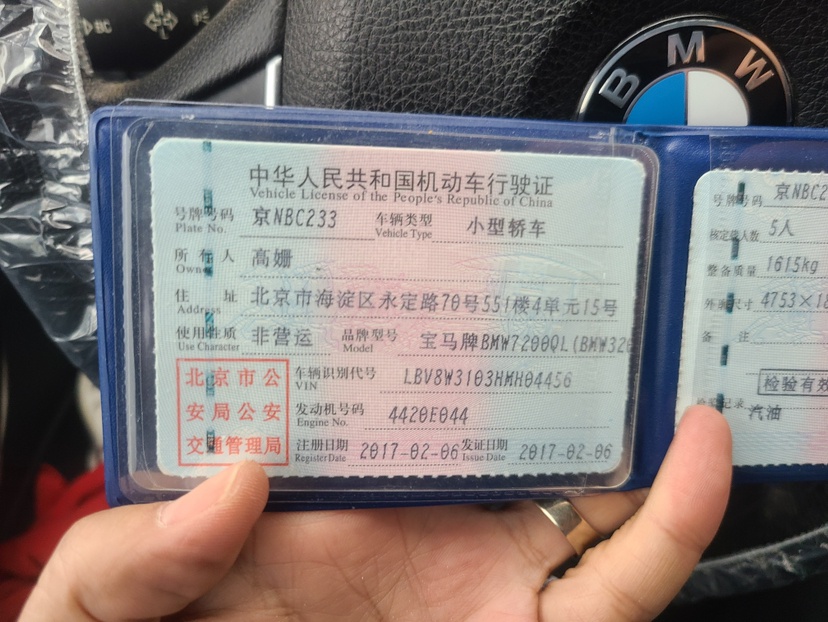 BMW
中华人民共和国机动车行驶证
Vehicle License of the People's Republic of China
号牌号码 京NBC233 车辆类型 小型轿车
Plate No. Vehicle Type
所有人 高姗
Owner
住址 北京市海淀区永定路70号551楼4单元15号
Address
使用性质 非营运 品牌型号 宝马牌BMW7200QL(BMW320
Use Character Model
北京市公 车辆识别代号 LBV8W3103HMH04456
VIN
安局公安 发动机号码 4420E044
Engine No.
交通管理局 注册日期 2017-02-06 发证日期 2017-02-06
Register Date Issue Date
号牌号码 京NBC2
核定载人数 5人
整备质量 1615kg
外廓尺寸 4753×18
备注
检验有效
检验记录 汽油